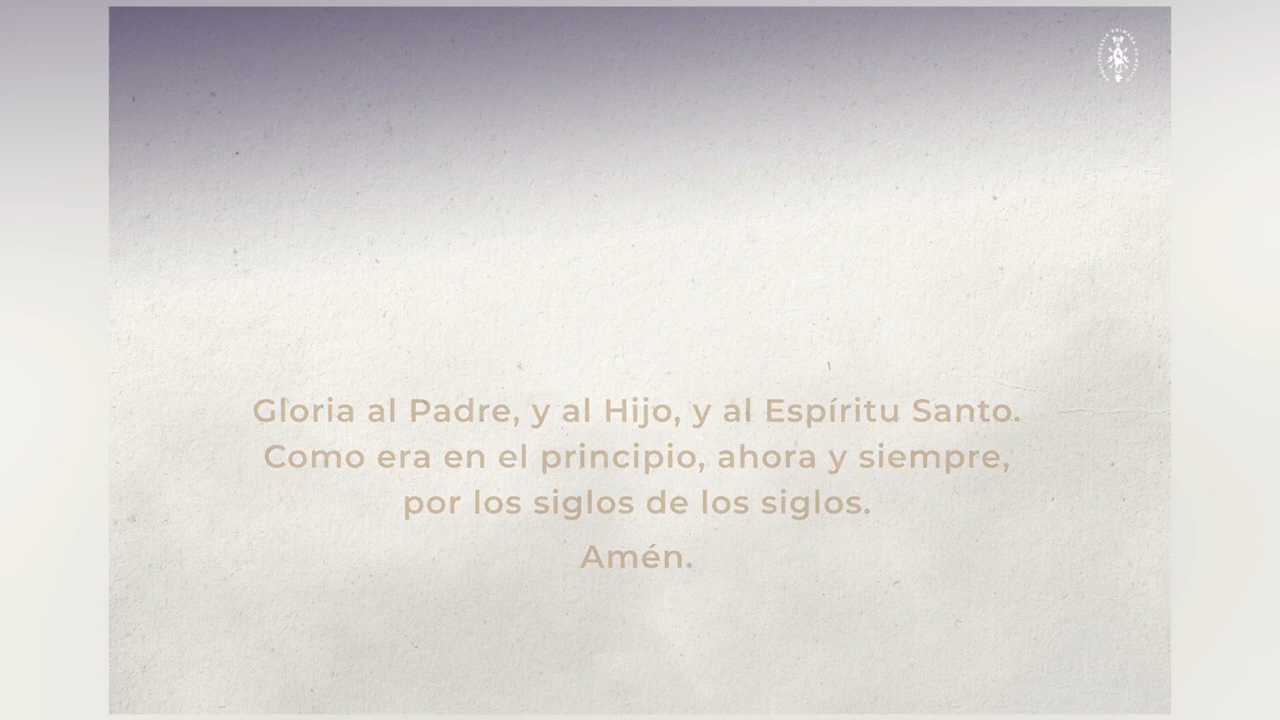 Gloria al Padre, y al Hijo, y al Espíritu Santo.
Como era en el principio, ahora y siempre,
por los siglos de los siglos.
Amén.